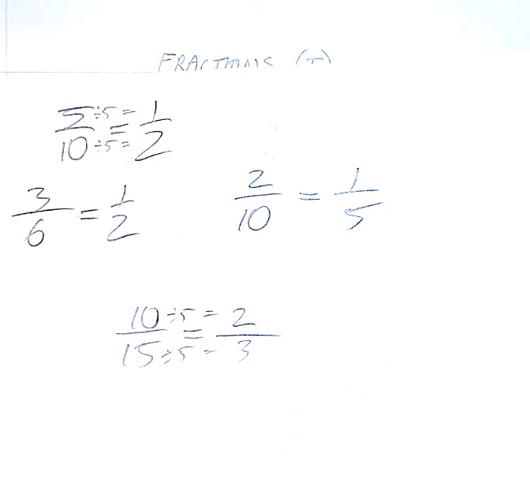 FRACTIONS
5÷5 = 1
10÷5 = 2
3/6 = 1/2
2/10 = 1/5
10÷5 = 2
15÷5 = 3